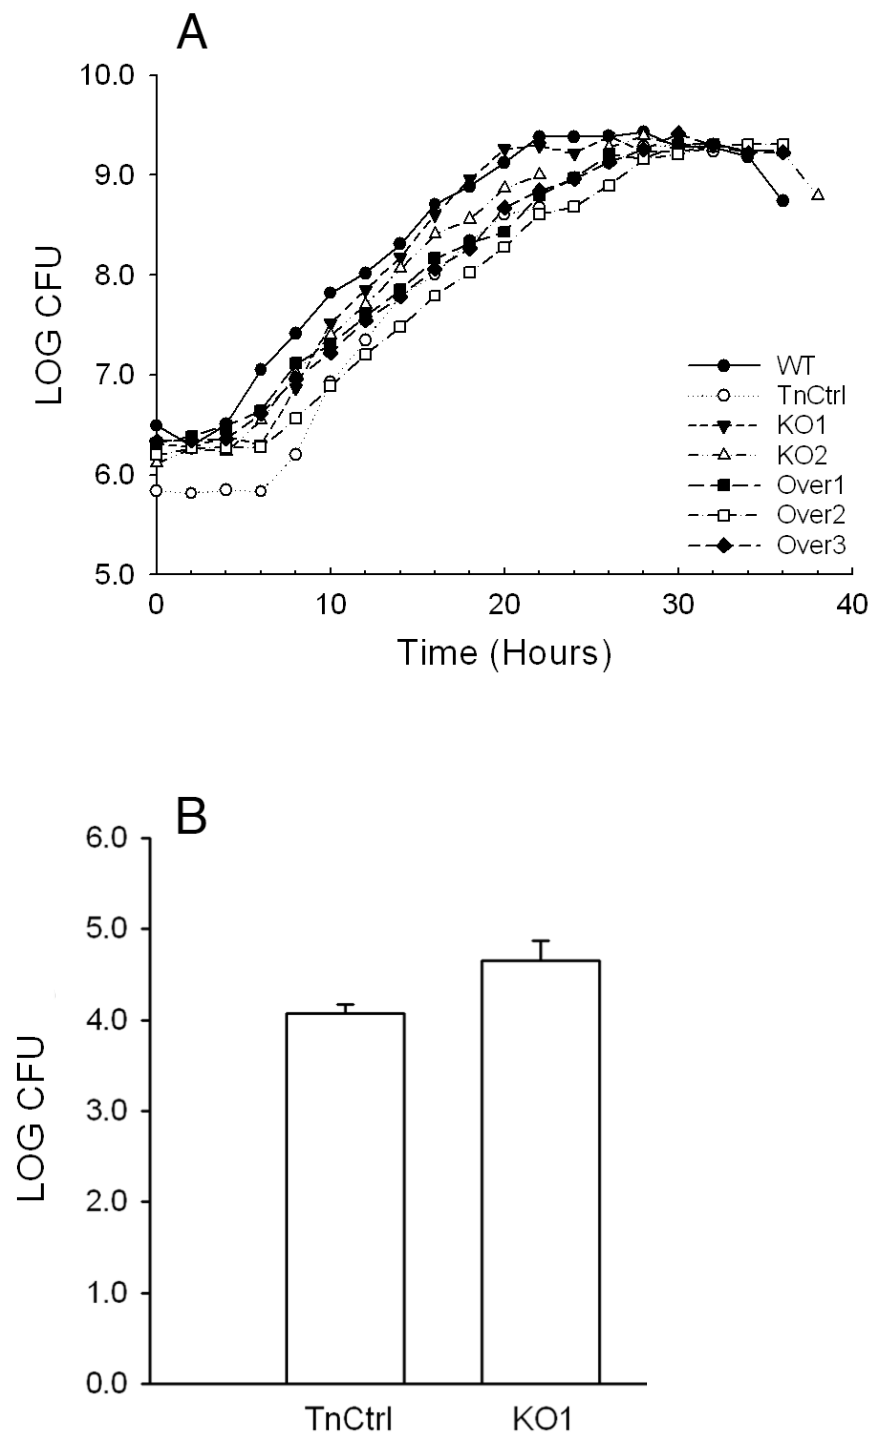 A
10.0
9.0
8.0
7.0
6.0
5.0
LOG CFU
WT
TnCtrl
KO1
KO2
Over1
Over2
Over3
0 10 20 30 40
Time (Hours)
B
6.0
5.0
4.0
3.0
2.0
1.0
0.0
LOG CFU
TnCtrl KO1